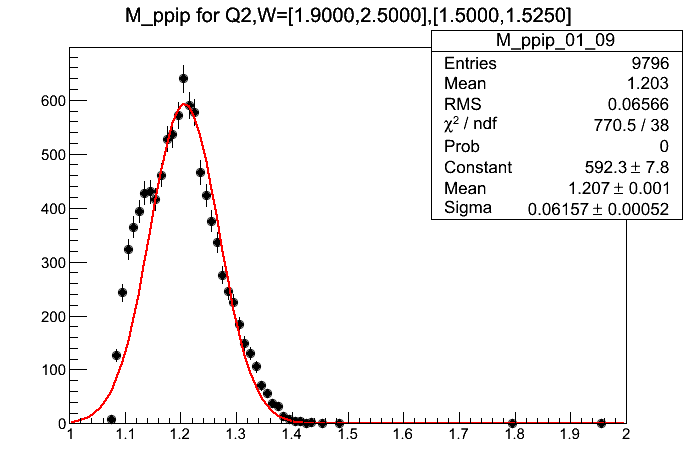 M_ppip for Q2,W=[1.9000,2.5000],[1.5000,1.5250]
M_ppip_01_09
Entries 9796
Mean 1.203
RMS 0.06566
χ² / ndf 770.5 / 38
Prob 0
Constant 592.3 ± 7.8
Mean 1.207 ± 0.001
Sigma 0.06157 ± 0.00052
600
500
400
300
200
100
0
1 1.1 1.2 1.3 1.4 1.5 1.6 1.7 1.8 1.9 2